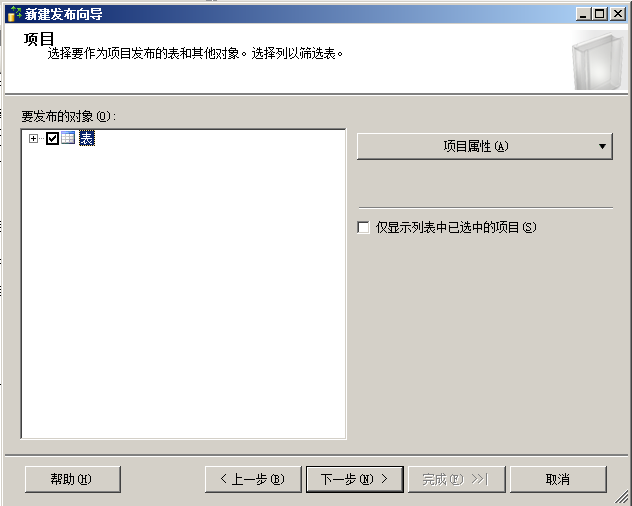 新建发布向导
项目
选择要作为项目发布的表和其他对象。选择列以筛选表。
要发布的对象(O):
表
项目属性(A)
仅显示列表中已选中的项目(S)
帮助(H)
< 上一步(B)
下一步(N) >
完成(F) >>|
取消